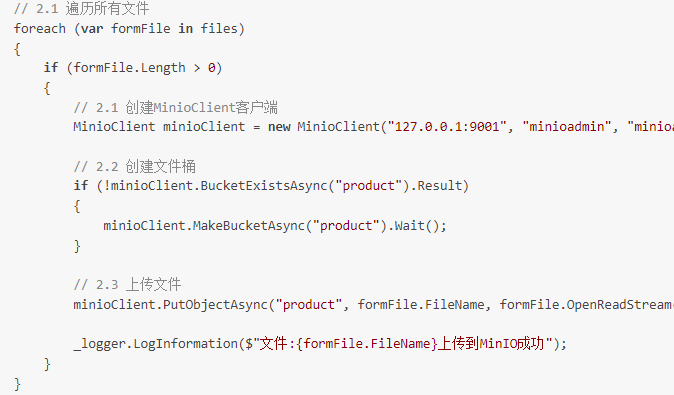 // 2.1 遍历所有文件
foreach (var formFile in files)
{
    if (formFile.Length > 0)
    {
        // 2.1 创建MinioClient客户端
        MinioClient minioClient = new MinioClient("127.0.0.1:9001", "minioadmin", "minioa
        // 2.2 创建文件桶
        if (!minioClient.BucketExistsAsync("product").Result)
        {
            minioClient.MakeBucketAsync("product").Wait();
        }
        // 2.3 上传文件
        minioClient.PutObjectAsync("product", formFile.FileName, formFile.OpenReadStream(
        _logger.LogInformation($"文件:{formFile.FileName}上传到MinIO成功");
    }
}